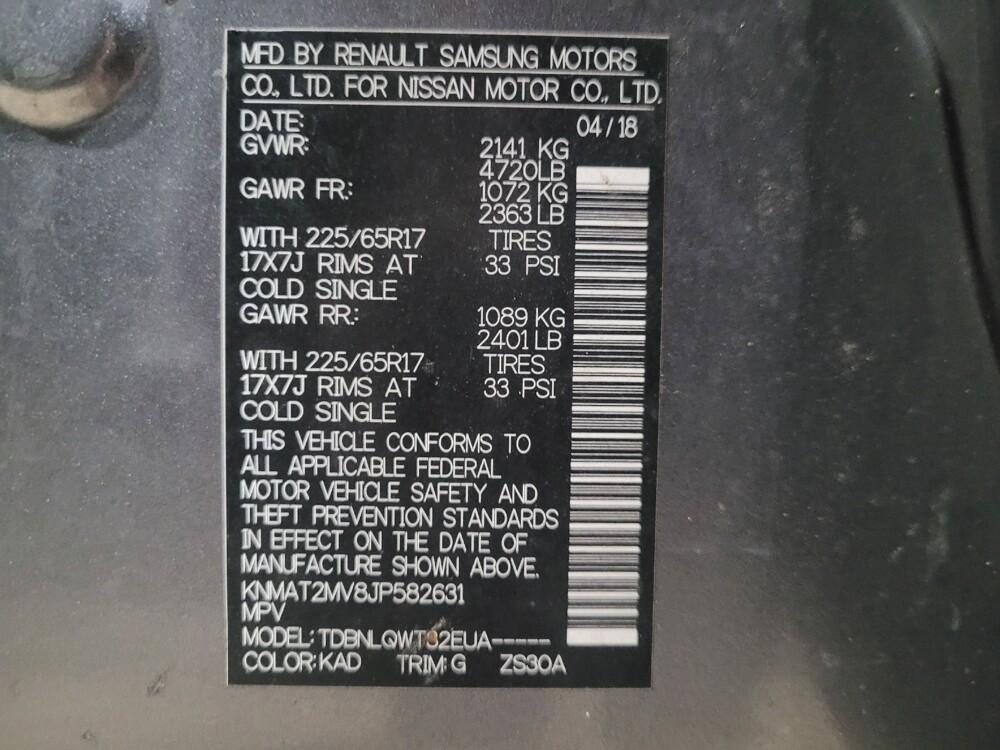 MFD BY RENAULT SAMSUNG MOTORS
CO., LTD. FOR NISSAN MOTOR CO., LTD.
DATE: 04 / 18
GVWR: 2141 KG
4720LB
GAWR FR.: 1072 KG
2363 LB
WITH 225/65R17 TIRES
17X7J RIMS AT 33 PSI
COLD SINGLE
GAWR RR.: 1089 KG
2401 LB
WITH 225/65R17 TIRES
17X7J RIMS AT 33 PSI
COLD SINGLE
THIS VEHICLE CONFORMS TO
ALL APPLICABLE FEDERAL
MOTOR VEHICLE SAFETY AND
THEFT PREVENTION STANDARDS
IN EFFECT ON THE DATE OF
MANUFACTURE SHOWN ABOVE.
KNMAT2MV8JP582631
MPV
MODEL:
COLOR: KAD TRIM: G ZS30A